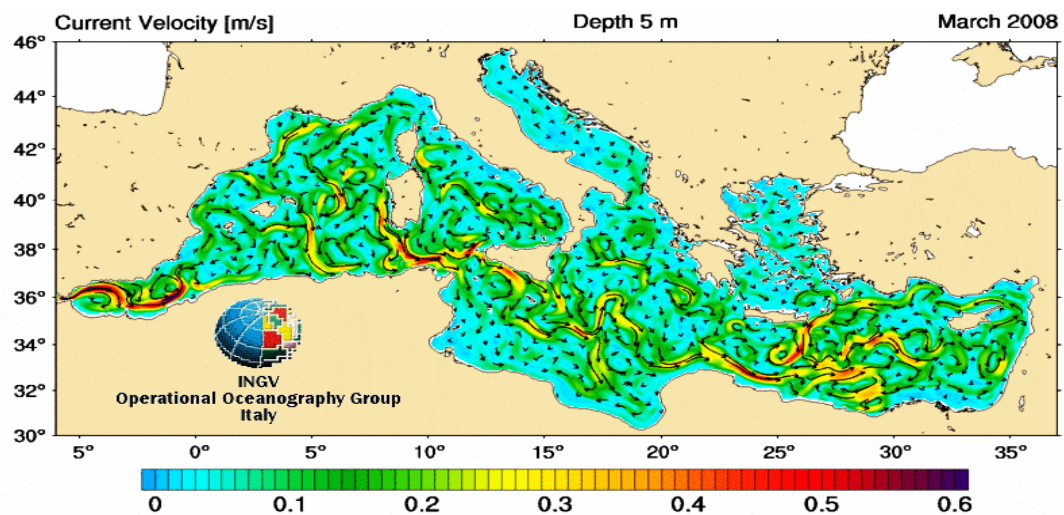 Current Velocity [m/s] Depth 5 m March 2008
46°
44°
42°
40°
38°
36°
34°
32°
30°
INGV
Operational Oceanography Group
Italy
5° 0° 5° 10° 15° 20° 25° 30° 35°
0 0.1 0.2 0.3 0.4 0.5 0.6